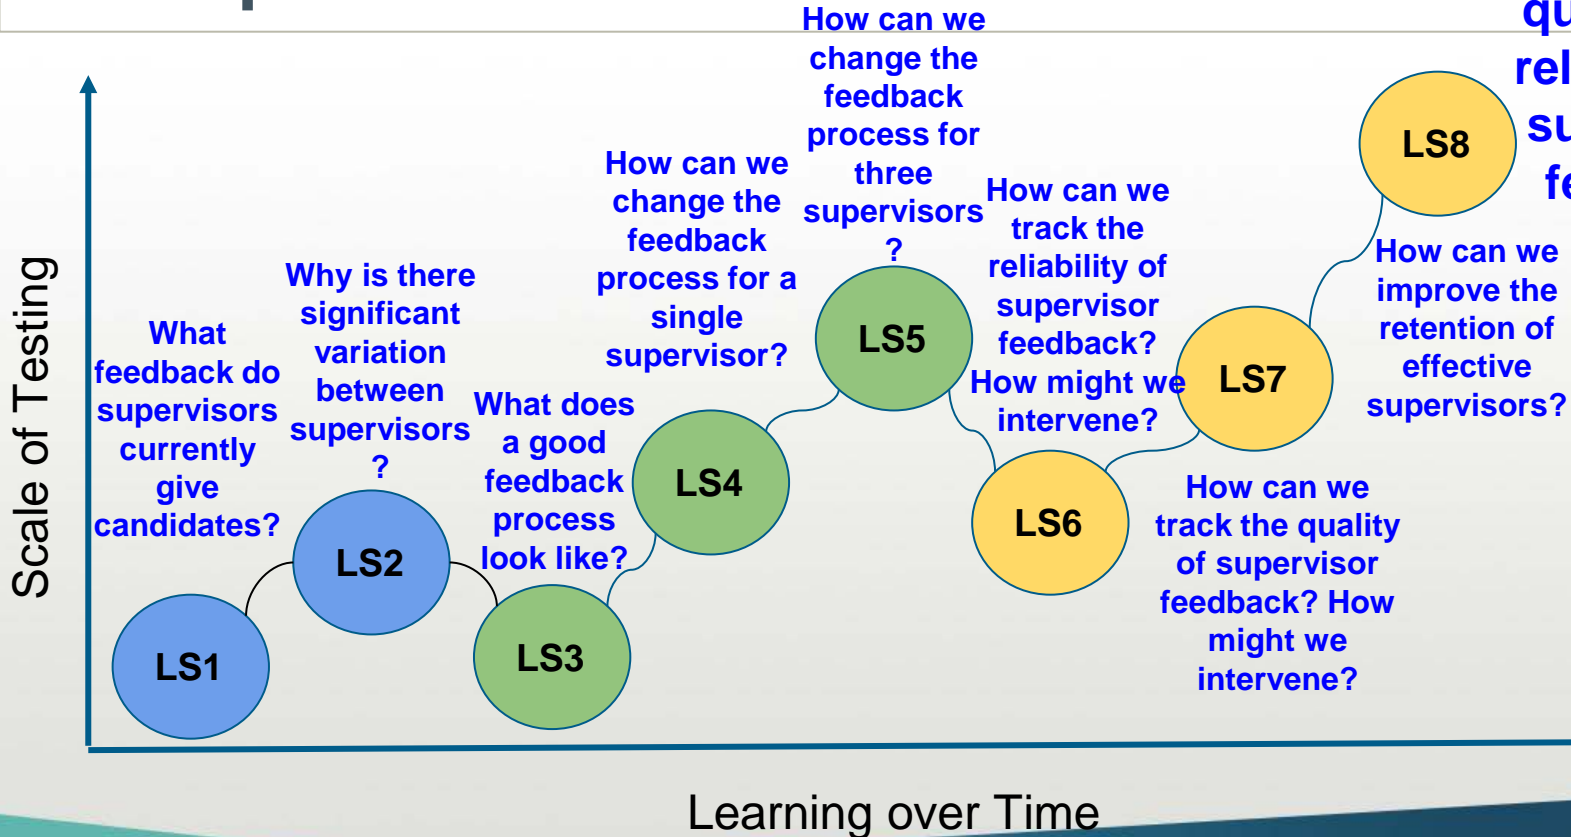 How can we
change the
feedback
process for
three
supervisors
?
How can we
change the
feedback
process for a
single
supervisor?
How can we
track the
reliability of
supervisor
feedback?
How might we
intervene?
Why is there
significant
variation
between
supervisors
?
What
feedback do
supervisors
currently
give
candidates?
What does
a good
feedback
process
look like?
How can we
improve the
retention of
effective
supervisors?
How can we
track the quality
of supervisor
feedback? How
might we
intervene?
LS1
LS2
LS3
LS4
LS5
LS6
LS7
LS8
Scale of Testing
Learning over Time